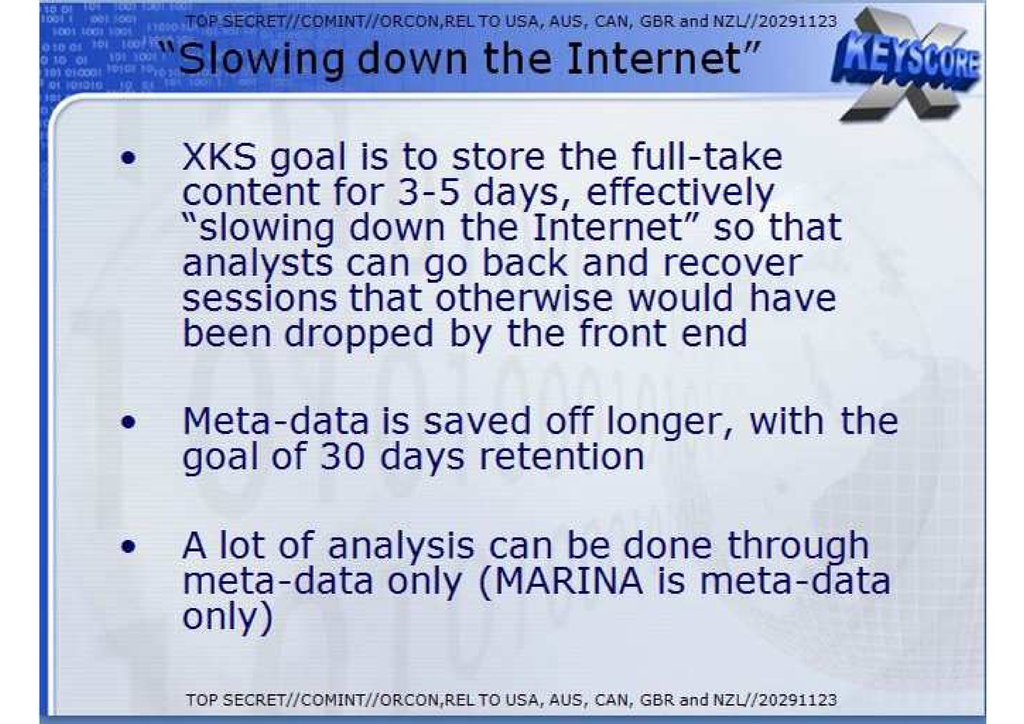 TOP SECRET//COMINT//ORCON,REL TO USA, AUS, CAN, GBR and NZL//20291123
“Slowing down the Internet”
X KEYSCORE
• XKS goal is to store the full-take
content for 3-5 days, effectively
“slowing down the Internet” so that
analysts can go back and recover
sessions that otherwise would have
been dropped by the front end
• Meta-data is saved off longer, with the
goal of 30 days retention
• A lot of analysis can be done through
meta-data only (MARINA is meta-data
only)
TOP SECRET//COMINT//ORCON,REL TO USA, AUS, CAN, GBR and NZL//20291123